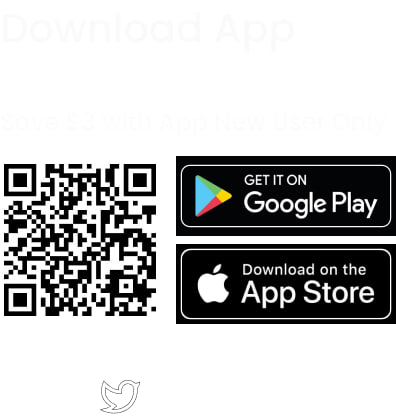 Download App
Save $3 with App New User Only
GET IT ON
Google Play
Download on the
App Store